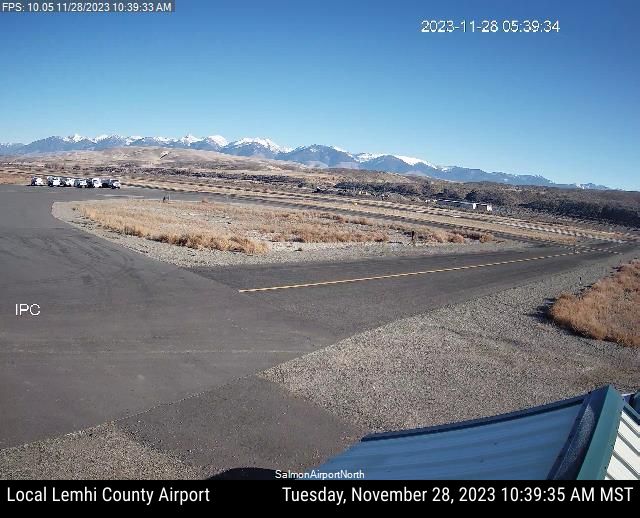 FPS: 10.05 11/28/2023 10:39:33 AM
2023-11-28 05:39:34
IPC
SalmonAirportNorth
Local Lemhi County Airport Tuesday, November 28, 2023 10:39:35 AM MST